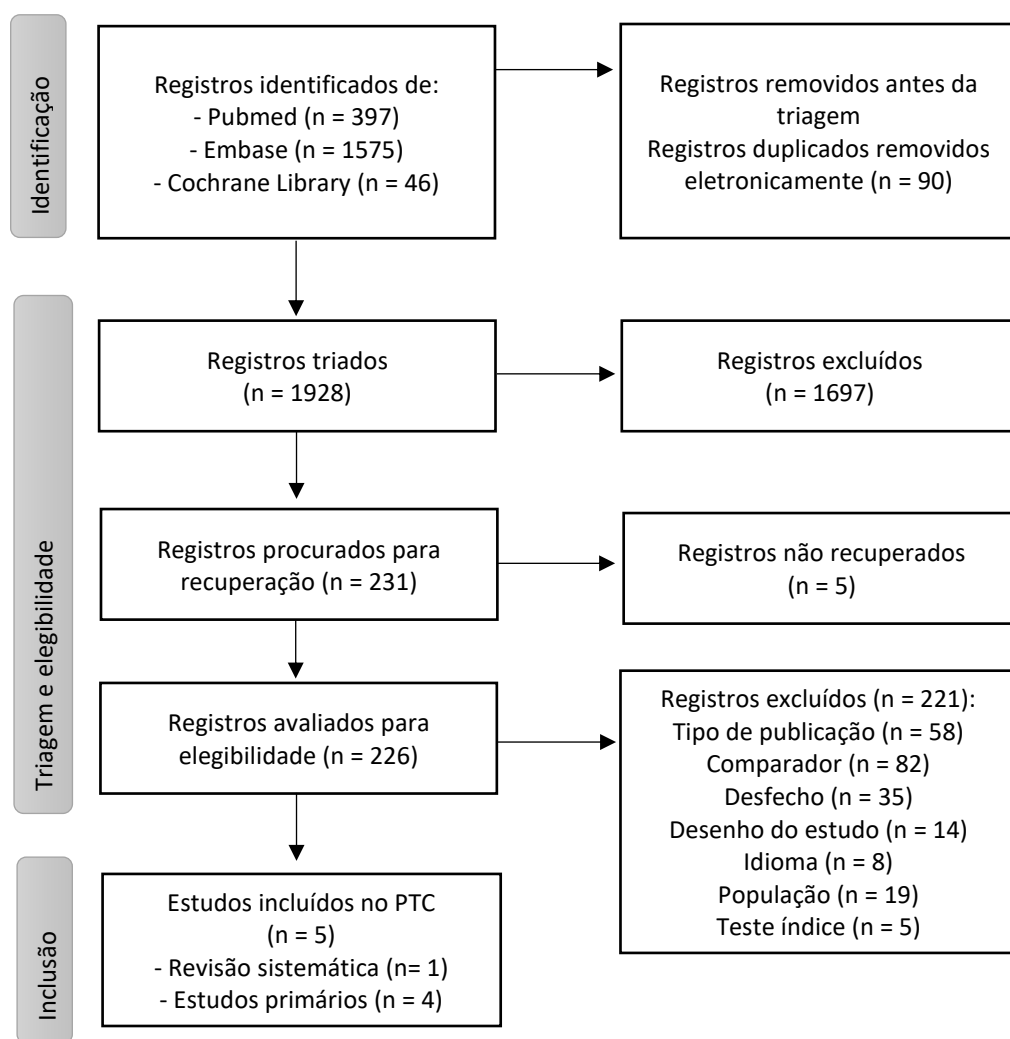 Identificação
Registros identificados de:
- Pubmed (n = 397)
- Embase (n = 1575)
- Cochrane Library (n = 46)
Registros removidos antes da
triagem
Registros duplicados removidos
eletronicamente (n = 90)
Triagem e elegibilidade
Registros triados
(n = 1928)
Registros excluídos
(n = 1697)
Registros procurados para
recuperação (n = 231)
Registros não recuperados
(n = 5)
Registros avaliados para
elegibilidade (n = 226)
Registros excluídos (n = 221):
Tipo de publicação (n = 58)
Comparador (n = 82)
Desfecho (n = 35)
Desenho do estudo (n = 14)
Idioma (n = 8)
População (n = 19)
Teste índice (n = 5)
Inclusão
Estudos incluídos no PTC
(n = 5)
- Revisão sistemática (n= 1)
- Estudos primários (n = 4)